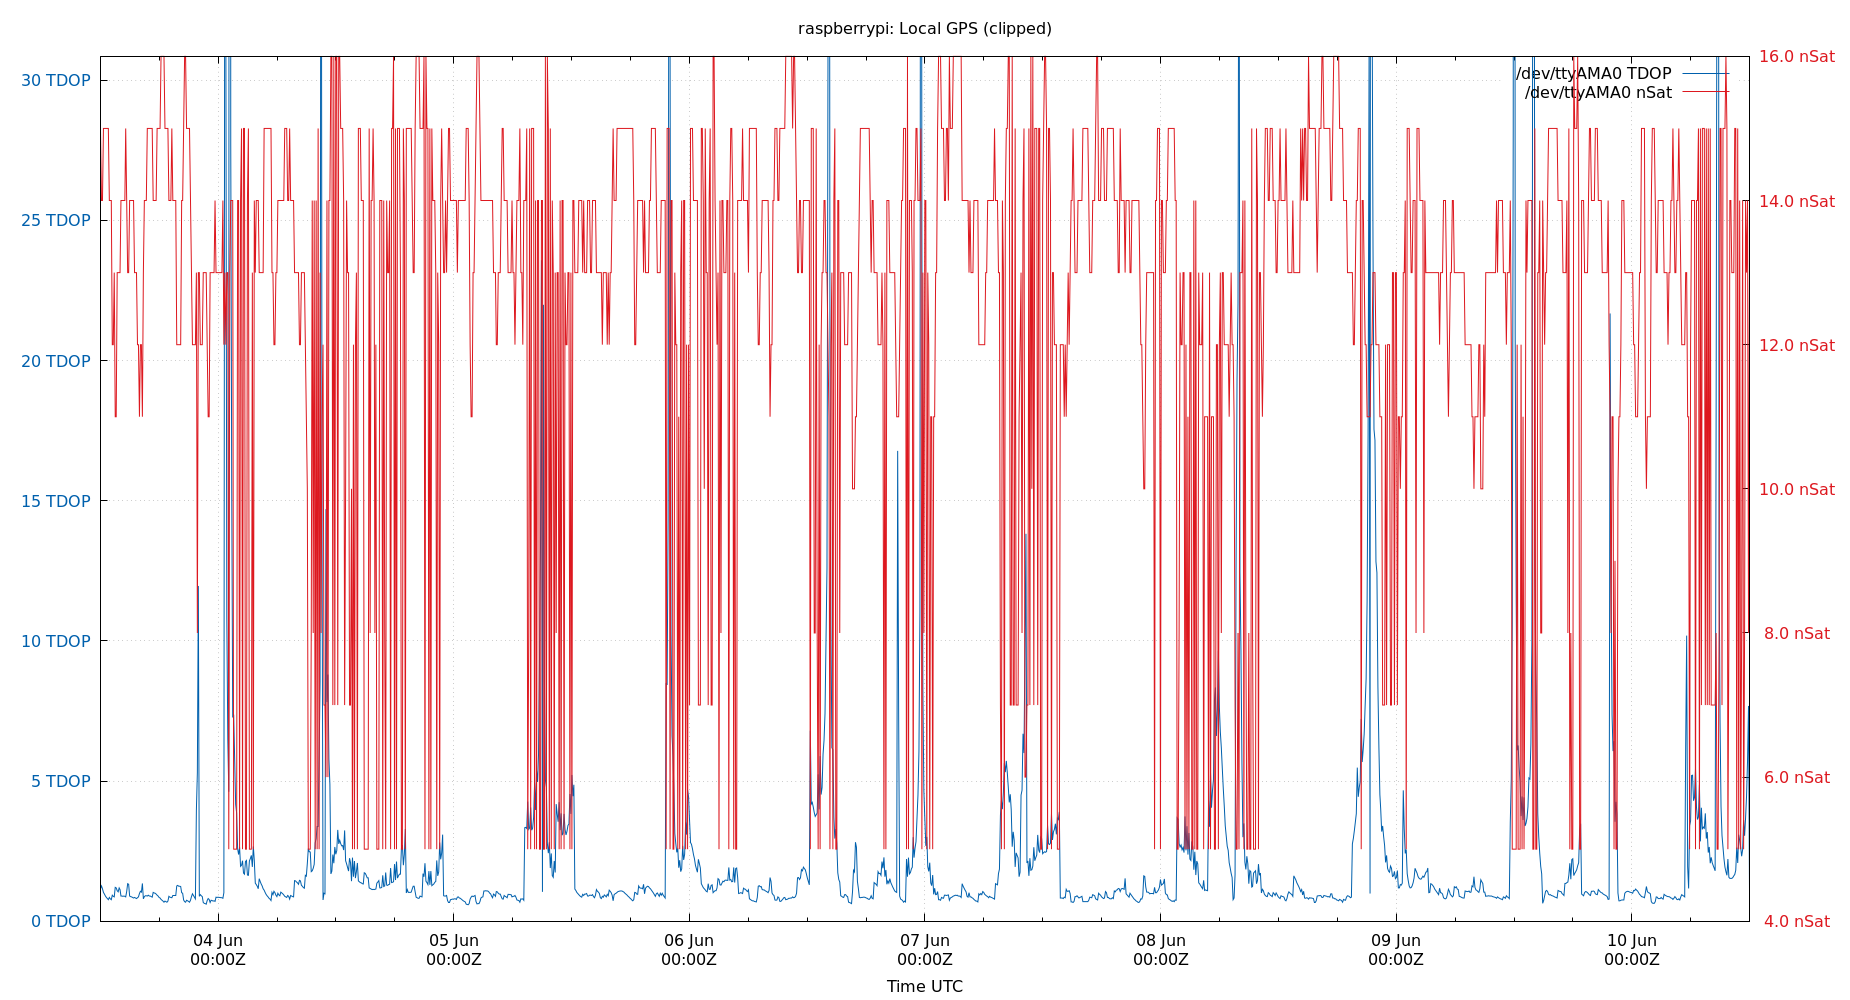 raspberrypi: Local GPS (clipped)
30 TDOP
25 TDOP
20 TDOP
15 TDOP
10 TDOP
5 TDOP
0 TDOP
16.0 nSat
14.0 nSat
12.0 nSat
10.0 nSat
8.0 nSat
6.0 nSat
4.0 nSat
/dev/ttyAMA0 TDOP
/dev/ttyAMA0 nSat
04 Jun
00:00Z
05 Jun
00:00Z
06 Jun
00:00Z
07 Jun
00:00Z
08 Jun
00:00Z
09 Jun
00:00Z
10 Jun
00:00Z
Time UTC